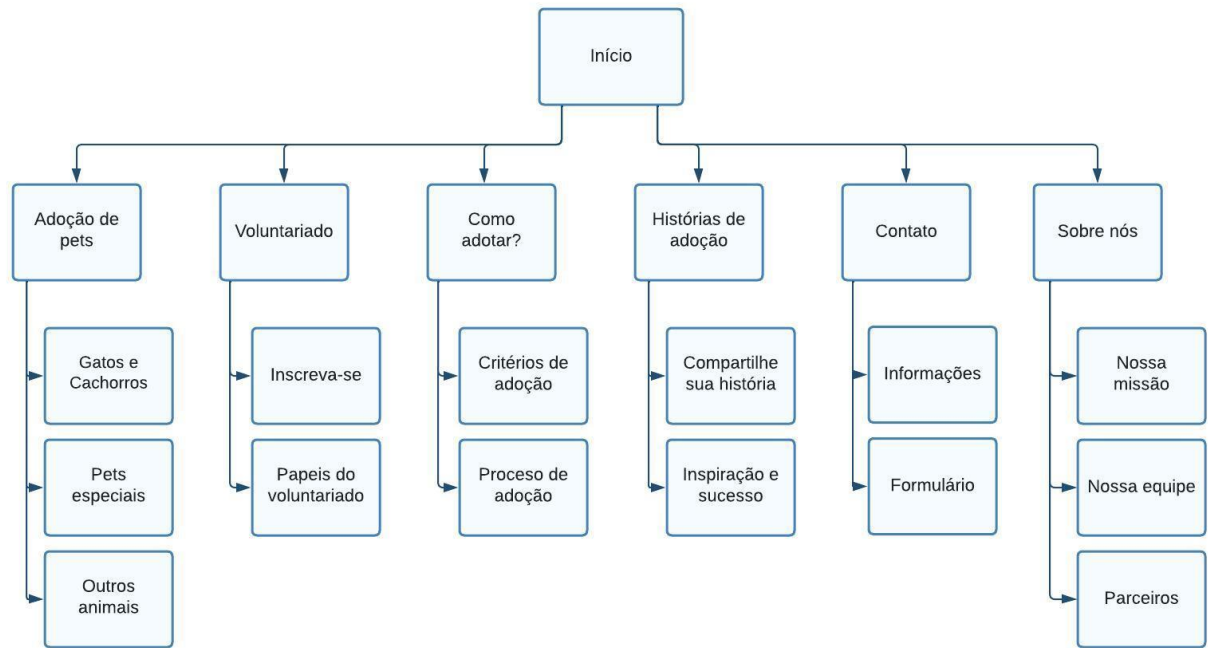 Início
Adoção de
pets
Voluntariado
Como
adotar?
Histórias de
adoção
Contato
Sobre nós
Gatos e
Cachorros
Inscreva-se
Critérios de
adoção
Compartilhe
sua história
Informações
Nossa
missão
Pets
especiais
Papeis do
voluntariado
Proceso de
adoção
Inspiração e
sucesso
Formulário
Nossa equipe
Outros
animais
Parceiros